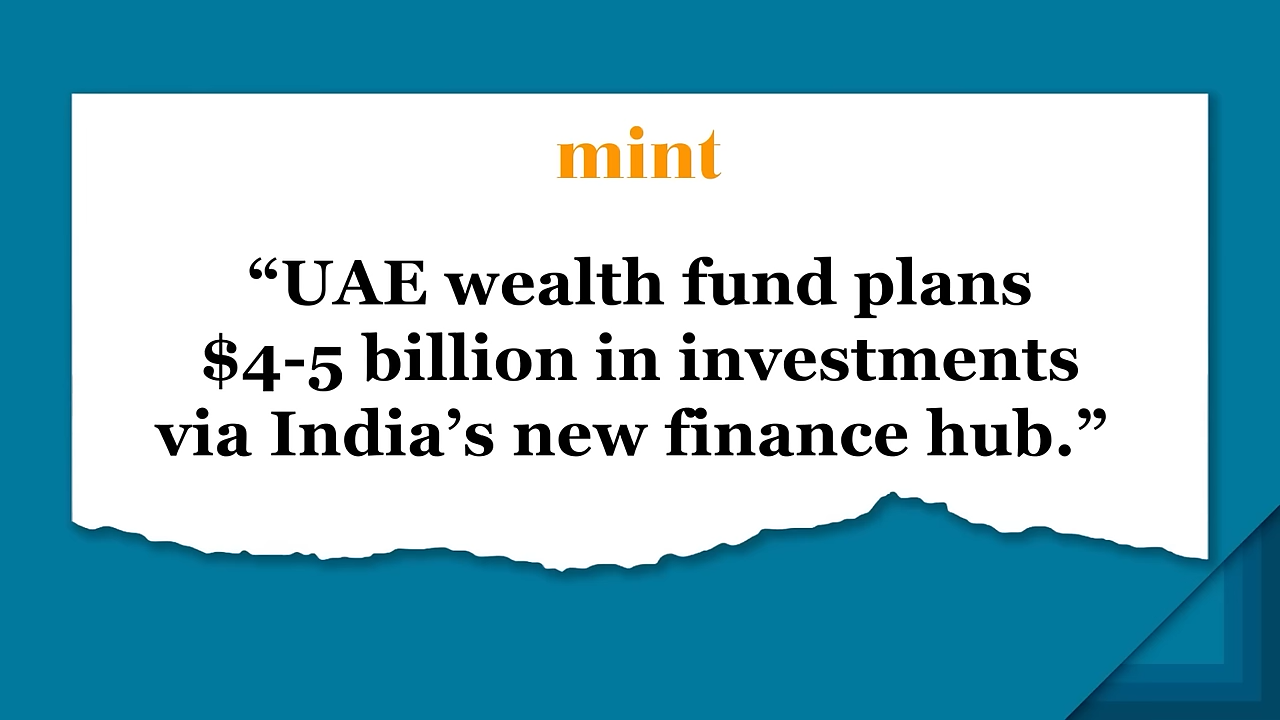 mint
“UAE wealth fund plans
$4-5 billion in investments
via India’s new finance hub.”